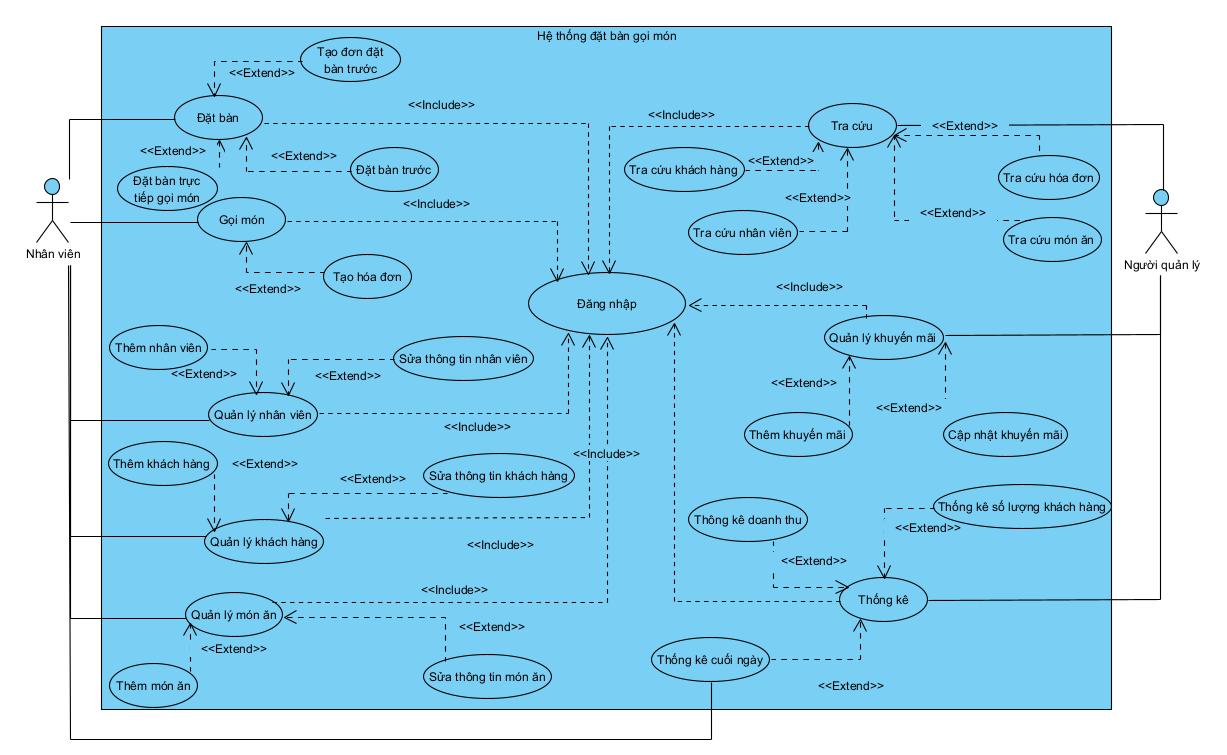 Hệ thống đặt bàn gọi món
Tạo đơn đặt
bàn trước
<<Extend>>
Đặt bàn
<<Include>>
<<Extend>>
<<Extend>>
Đặt bàn trước
Đặt bàn trực
tiếp gọi món
Gọi món
<<Include>>
Tạo hóa đơn
<<Extend>>
Nhân viên
<<Include>>
Tra cứu
<<Extend>>
Tra cứu khách hàng
<<Extend>>
Tra cứu hóa đơn
<<Extend>>
Tra cứu nhân viên
<<Extend>>
Tra cứu món ăn
Người quản lý
Đăng nhập
<<Include>>
Quản lý khuyến mãi
<<Extend>>
<<Extend>>
Thêm khuyến mãi
Cập nhật khuyến mãi
Thêm nhân viên
<<Extend>>
Sửa thông tin nhân viên
<<Extend>>
Quản lý nhân viên
<<Include>>
Thêm khách hàng
<<Extend>>
<<Include>>
Sửa thông tin khách hàng
<<Extend>>
Quản lý khách hàng
<<Include>>
<<Include>>
Quản lý món ăn
<<Extend>>
<<Extend>>
Thêm món ăn
Sửa thông tin món ăn
Thông kê doanh thu
Thống kê số lượng khách hàng
<<Extend>>
<<Extend>>
Thống kê
Thống kê cuối ngày
<<Extend>>